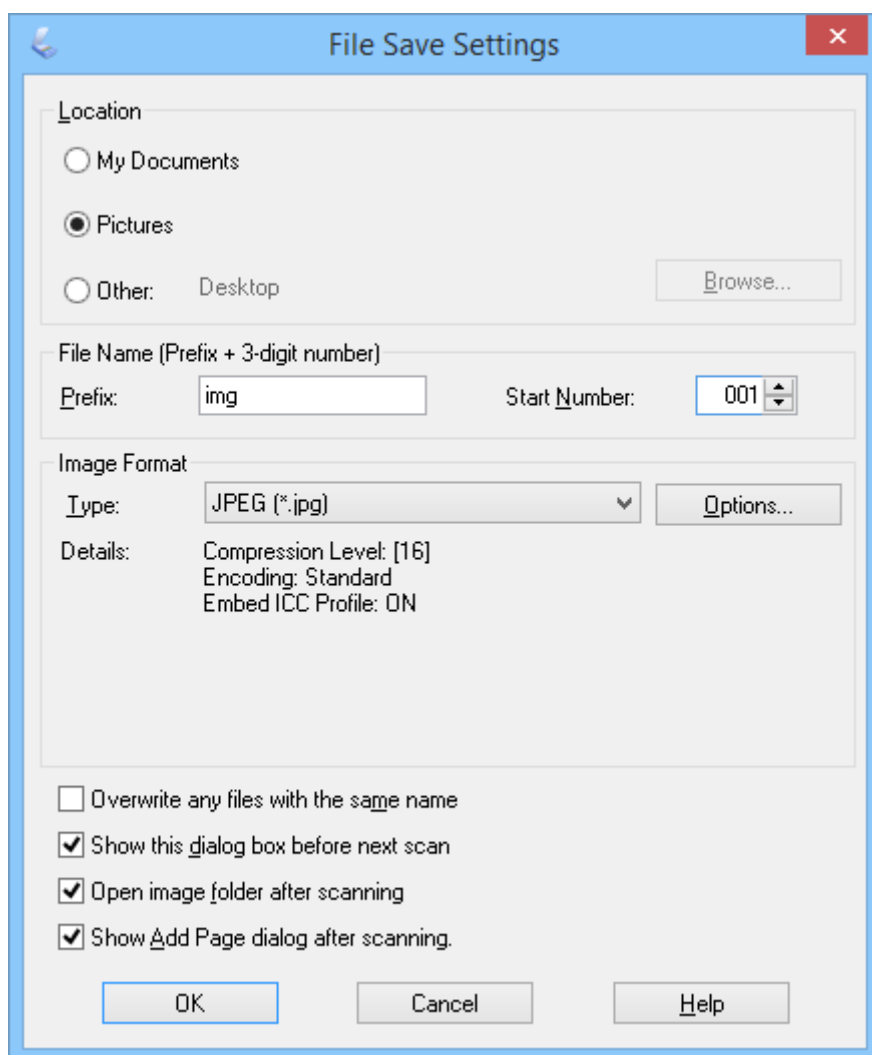 File Save Settings
Location
My Documents
Pictures
Other: Desktop Browse...
File Name (Prefix + 3-digit number)
Prefix: img Start Number: 001
Image Format
Type: JPEG (*.jpg) Options...
Details: Compression Level: [16]
Encoding: Standard
Embed ICC Profile: ON
Overwrite any files with the same name
Show this dialog box before next scan
Open image folder after scanning
Show Add Page dialog after scanning.
OK Cancel Help